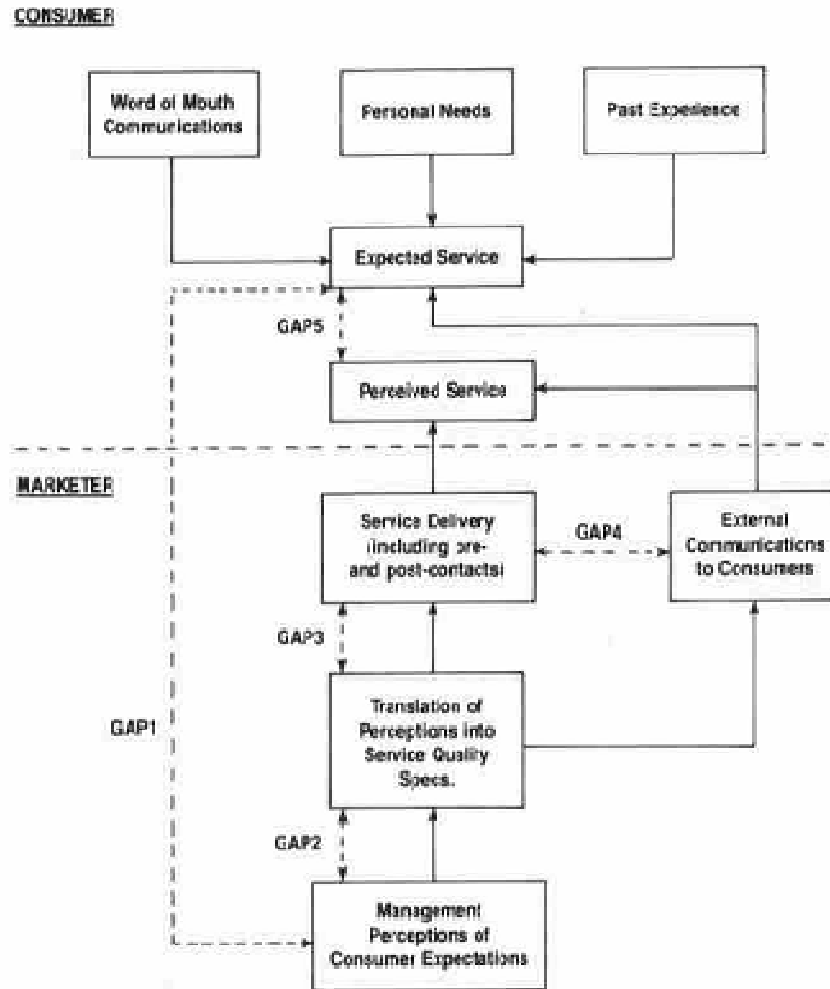 CONSUMER
Word of Mouth
Communications
Personal Needs
Past Experience
Expected Service
GAP5
Perceived Service
MARKETER
Service Delivery
(including pre-
and post-contacts)
GAP4
External
Communications
to Consumers
GAP3
Translation of
Perceptions into
Service Quality
Specs.
GAP1
GAP2
Management
Perceptions of
Consumer Expectations